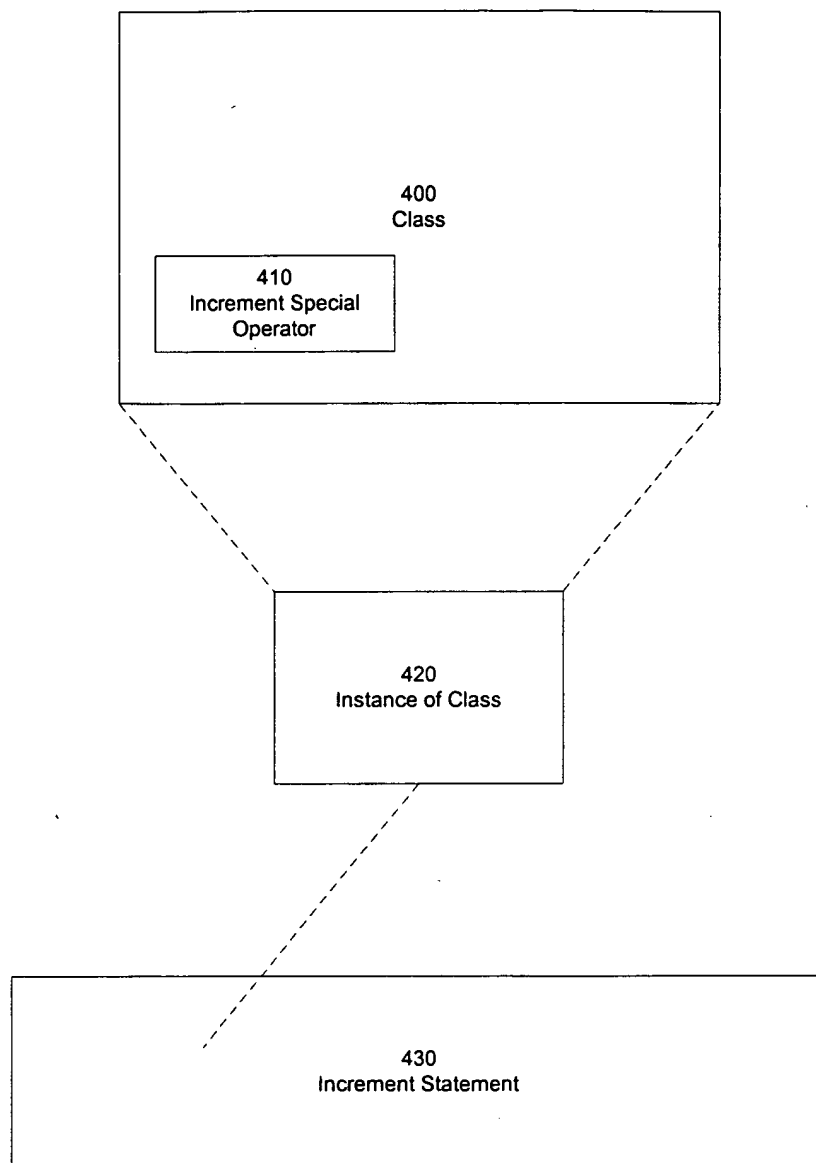 400
Class
410
Increment Special
Operator
420
Instance of Class
430
Increment Statement